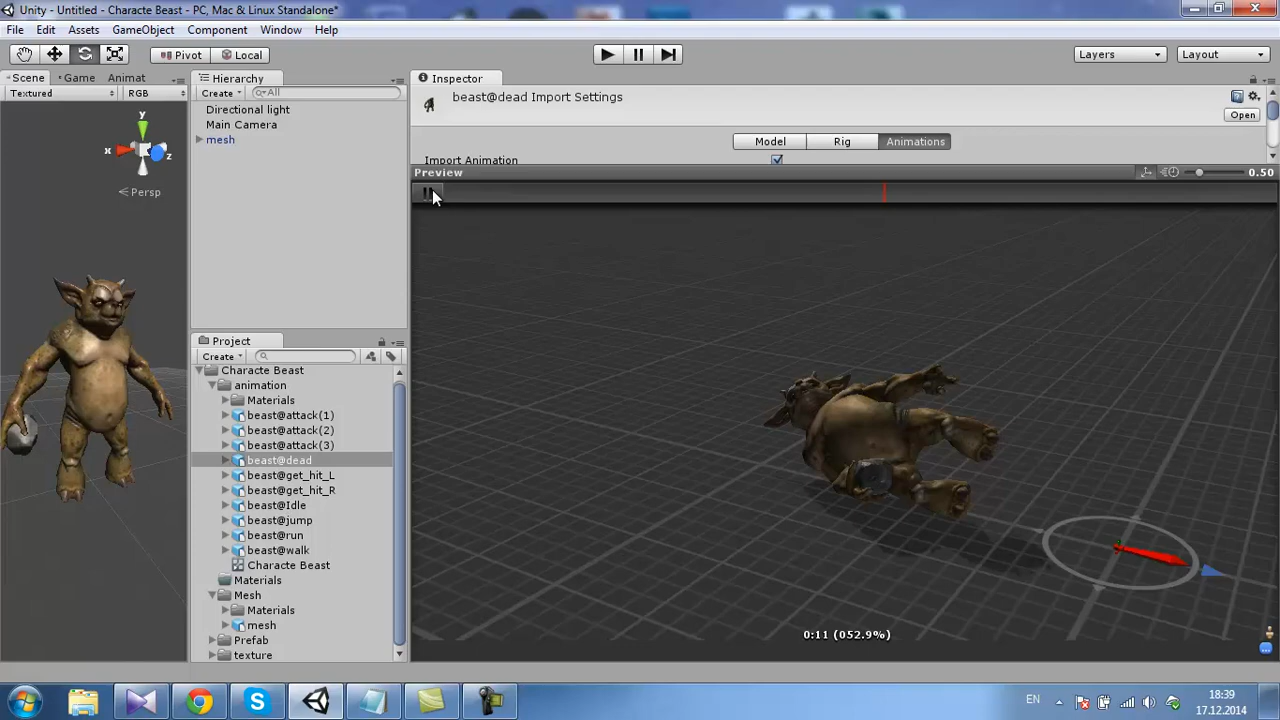 Unity - Untitled - Characte Beast - PC, Mac & Linux Standalone*
File Edit Assets GameObject Component Window Help
Pivot Local Layers Layout
Scene Game Animat Hierarchy Inspector
Textured RGB Create All
beast@dead Import Settings
Open
Directional light
Main Camera
mesh
Model Rig Animations
Import Animation
Preview 0.50
y
x
z
Persp
Project
Create
Characte Beast
animation
Materials
beast@attack(1)
beast@attack(2)
beast@attack(3)
beast@dead
beast@get_hit_L
beast@get_hit_R
beast@Idle
beast@jump
beast@run
beast@walk
Characte Beast
Materials
Mesh
Materials
mesh
Prefab
texture
0:11 (052.9%)
EN
18:39
17.12.2014